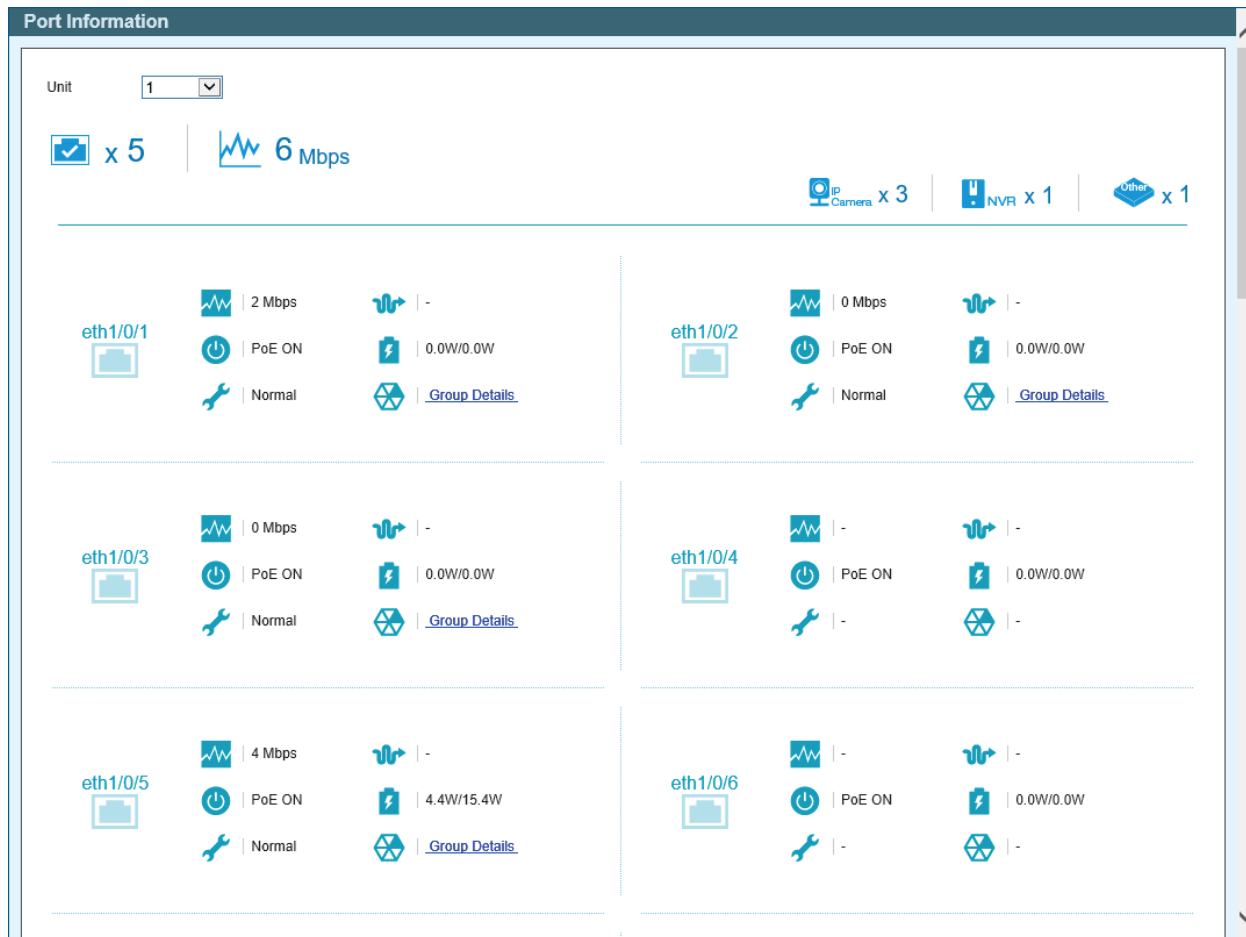 Port Information
Unit 1
x 5 6 Mbps
IP Camera x 3 NVR x 1 Other x 1
eth1/0/1
2 Mbps -
PoE ON 0.0W/0.0W
Normal Group Details
eth1/0/2
0 Mbps -
PoE ON 0.0W/0.0W
Normal Group Details
eth1/0/3
0 Mbps -
PoE ON 0.0W/0.0W
Normal Group Details
eth1/0/4
- -
PoE ON 0.0W/0.0W
- -
eth1/0/5
4 Mbps -
PoE ON 4.4W/15.4W
Normal Group Details
eth1/0/6
- -
PoE ON 0.0W/0.0W
- -